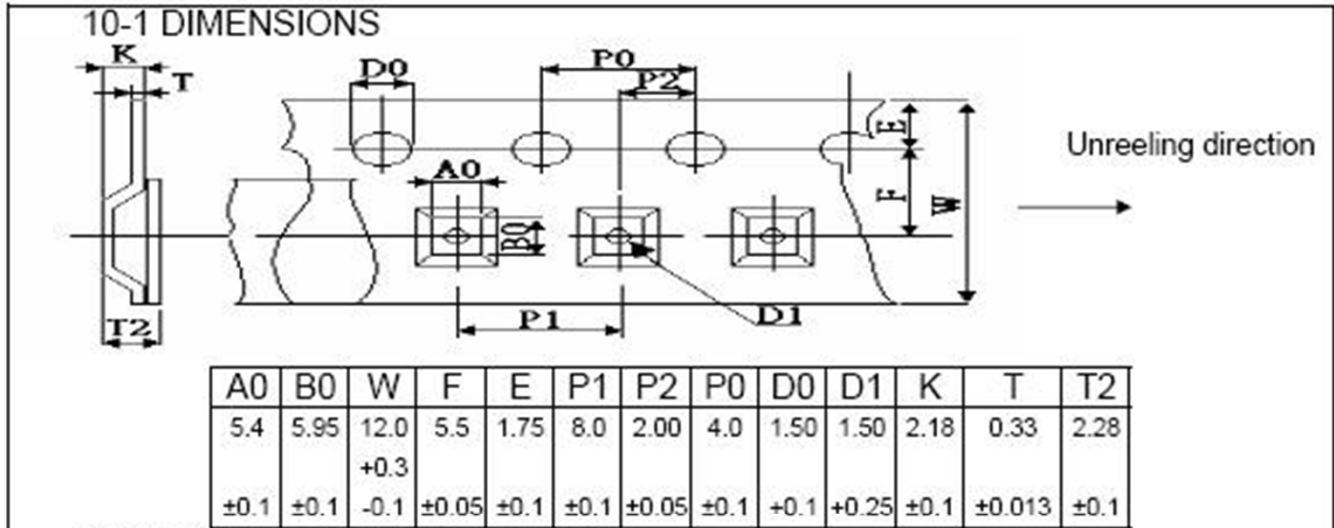 10-1 DIMENSIONS
K
T
D0
P0
P2
E
Unreeling direction
A0
F
W
B0
T2
P1
D1
A0 B0 W F E P1 P2 P0 D0 D1 K T T2
5.4 5.95 12.0 5.5 1.75 8.0 2.00 4.0 1.50 1.50 2.18 0.33 2.28
+0.3
±0.1 ±0.1 -0.1 ±0.05 ±0.1 ±0.1 ±0.05 ±0.1 +0.1 +0.25 ±0.1 ±0.013 ±0.1